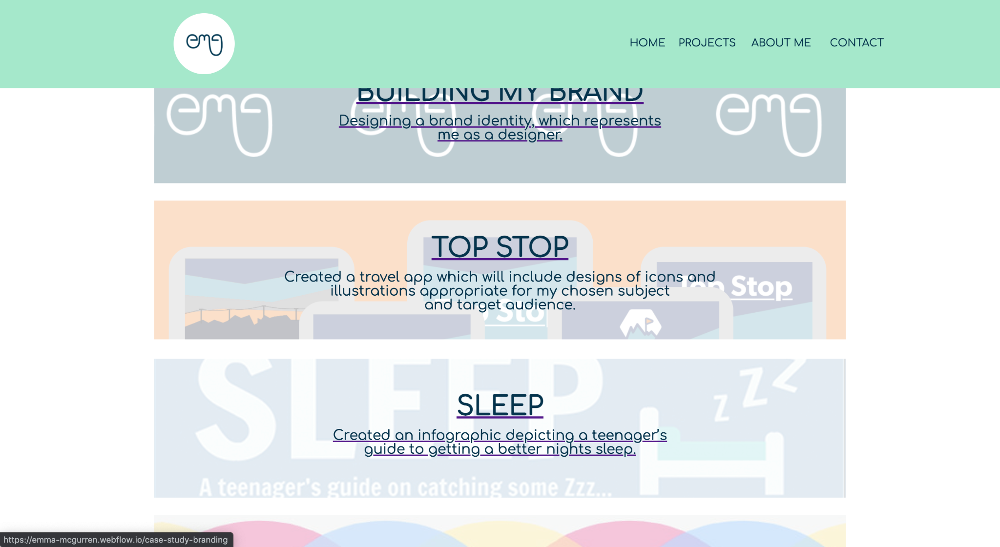 emg
HOME PROJECTS ABOUT ME CONTACT
BUILDING MY BRAND
emg emg emg emg
Designing a brand identity, which represents
me as a designer.
TOP STOP
Created a travel app which will include designs of icons and
illustrations appropriate for my chosen subject
and target audience.
Top Stop
Sto
SLEEP
zzz
SLEEP
Created an infographic depicting a teenager’s
guide to getting a better nights sleep.
A teenager's guide on catching some Zzz...
https://emma-mcgurren.webflow.io/case-study-branding